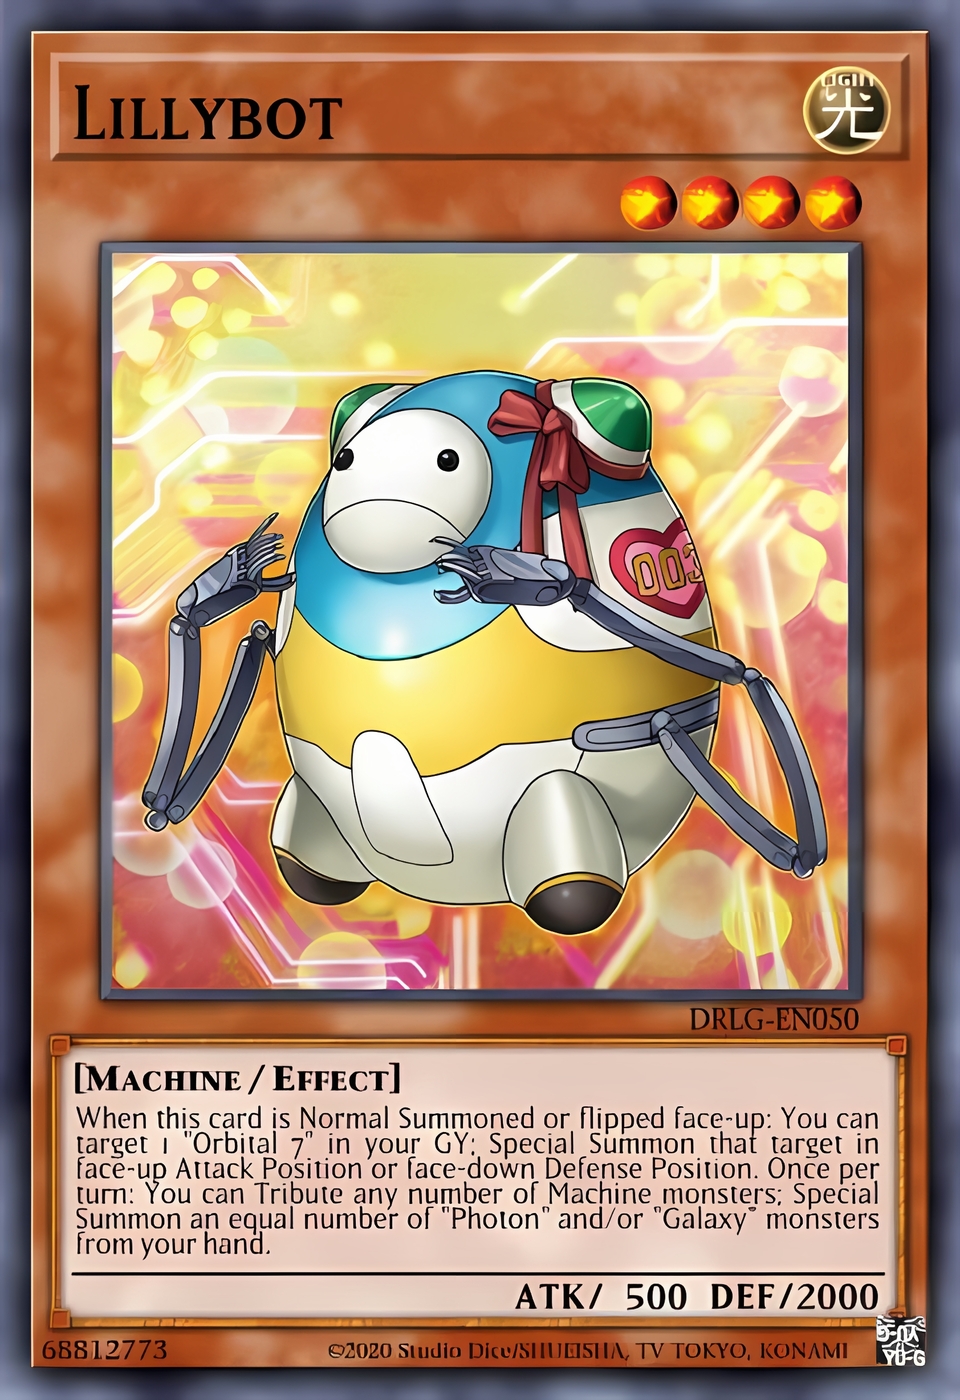 LILLYBOT
光
003
DRLG-EN050
[MACHINE / EFFECT]
When this card is Normal Summoned or flipped face-up: You can
target 1 "Orbital 7" in your GY; Special Summon that target in
face-up Attack Position or face-down Defense Position. Once per
turn: You can Tribute any number of Machine monsters; Special
Summon an equal number of "Photon" and/or "Galaxy" monsters
from your hand.
ATK/ 500 DEF/2000
68812773
©2020 Studio Dice/SHUEISHA, TV TOKYO, KONAMI